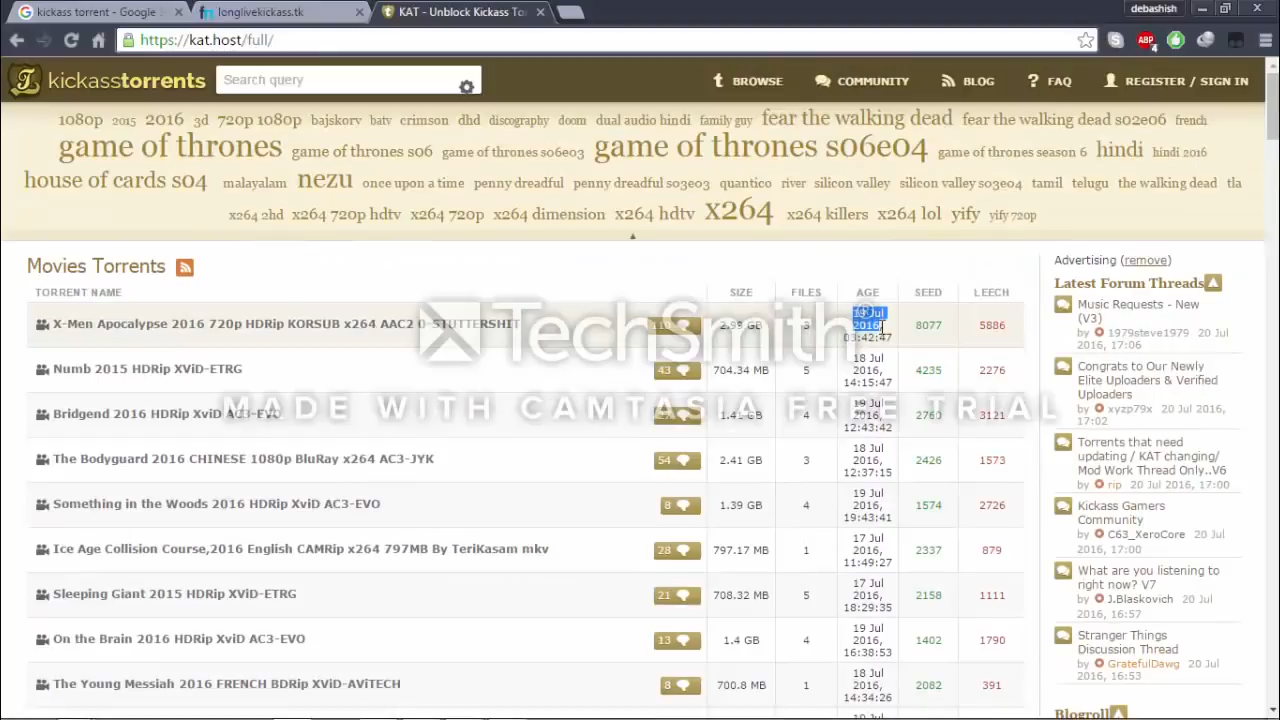 kickass torrent - Google S
longlivekickass.tk
KAT - Unblock Kickass To
debashish
https://kat.host/full/
ABP
4
kickasstorrents
Search query
BROWSE
COMMUNITY
BLOG
FAQ
REGISTER / SIGN IN
1080p 2015 2016 3d 720p 1080p bajskorv batv crimson dhd discography doom dual audio hindi family guy fear the walking dead fear the walking dead s02e06 french
game of thrones game of thrones s06 game of thrones s06e03 game of thrones s06e04 game of thrones season 6 hindi hindi 2016
house of cards s04 malayalam nezu once upon a time penny dreadful penny dreadful s03e03 quantico river silicon valley silicon valley s03e04 tamil telugu the walking dead tla
x264 2hd x264 720p hdtv x264 720p x264 dimension x264 hdtv x264 x264 killers x264 lol yify yify 720p
Movies Torrents
TORRENT NAME SIZE FILES AGE SEED LEECH
X-Men Apocalypse 2016 720p HDRip KORSUB x264 AAC2 0-STUTTERSHIT 110 2.99 GB 3 19 Jul 2016, 03:42:47 8077 5886
Numb 2015 HDRip XViD-ETRG 43 704.34 MB 5 18 Jul 2016, 14:15:47 4235 2276
Bridgend 2016 HDRip XviD AC3-EVO 1.41 GB 4 19 Jul 2016, 12:43:42 2760 3121
The Bodyguard 2016 CHINESE 1080p BluRay x264 AC3-JYK 54 2.41 GB 3 18 Jul 2016, 12:37:15 2426 1573
Something in the Woods 2016 HDRip XviD AC3-EVO 8 1.39 GB 4 19 Jul 2016, 19:43:41 1574 2726
Ice Age Collision Course,2016 English CAMRip x264 797MB By TeriKasam mkv 28 797.17 MB 1 17 Jul 2016, 11:49:27 2337 879
Sleeping Giant 2015 HDRip XViD-ETRG 21 708.32 MB 5 17 Jul 2016, 18:29:35 2158 1111
On the Brain 2016 HDRip XviD AC3-EVO 13 1.4 GB 4 19 Jul 2016, 16:38:53 1402 1790
The Young Messiah 2016 FRENCH BDRip XViD-AViTECH 8 700.8 MB 1 18 Jul 2016, 14:34:26 2082 391
TechSmith
MADE WITH CAMTASIA FREE TRIAL
Advertising (remove)
Latest Forum Threads
Music Requests - New
(V3)
by 1979steve1979 20 Jul
2016, 17:06
Congrats to Our Newly
Elite Uploaders & Verified
Uploaders
by xyzp79x 20 Jul 2016,
17:02
Torrents that need
updating / KAT changing/
Mod Work Thread Only..V6
by rip 20 Jul 2016, 17:00
Kickass Gamers
Community
by C63_XeroCore 20 Jul
2016, 17:00
What are you listening to
right now? V7
by J.Blaskovich 20 Jul
2016, 16:57
Stranger Things
Discussion Thread
by GratefulDawg 20 Jul
2016, 16:53
Blogroll